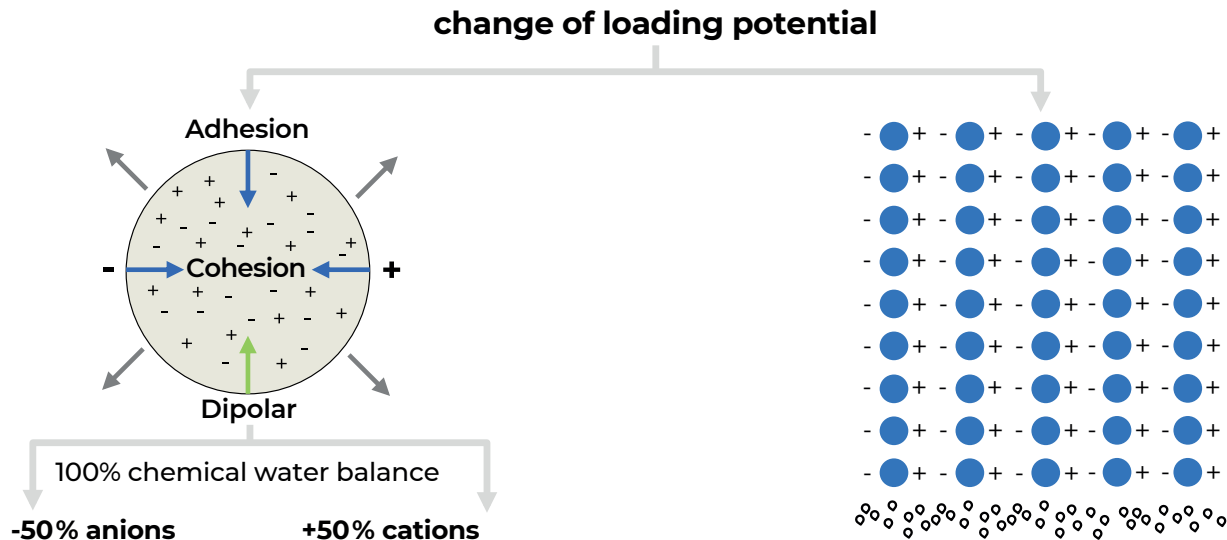 change of loading potential
Adhesion
- Cohesion +
Dipolar
100% chemical water balance
-50% anions +50% cations
- + - + - + - + - +
- + - + - + - + - +
- + - + - + - + - +
- + - + - + - + - +
- + - + - + - + - +
- + - + - + - + - +
- + - + - + - + - +
- + - + - + - + - +
- + - + - + - + - +